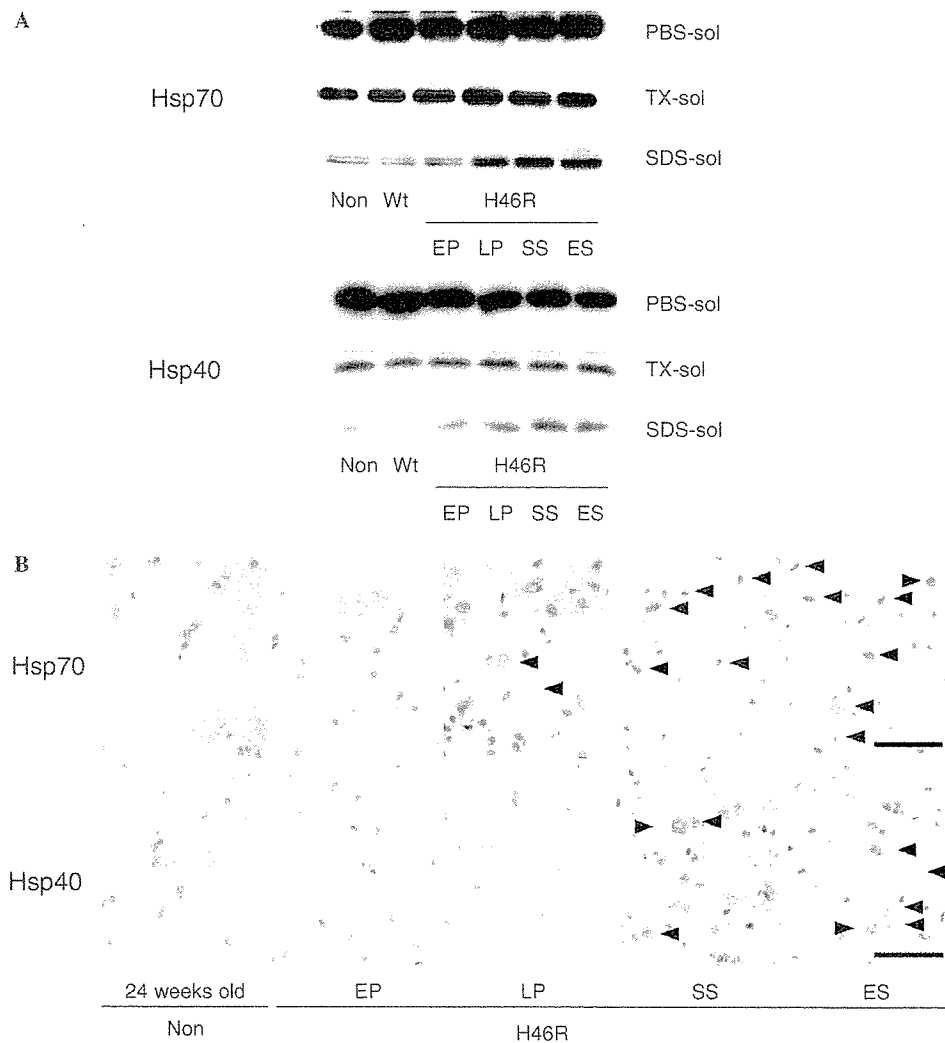 A
PBS-sol
Hsp70
TX-sol
SDS-sol
Non Wt H46R
EP LP SS ES
PBS-sol
Hsp40
TX-sol
SDS-sol
Non Wt H46R
EP LP SS ES
B
Hsp70
Hsp40
24 weeks old EP LP SS ES
Non H46R